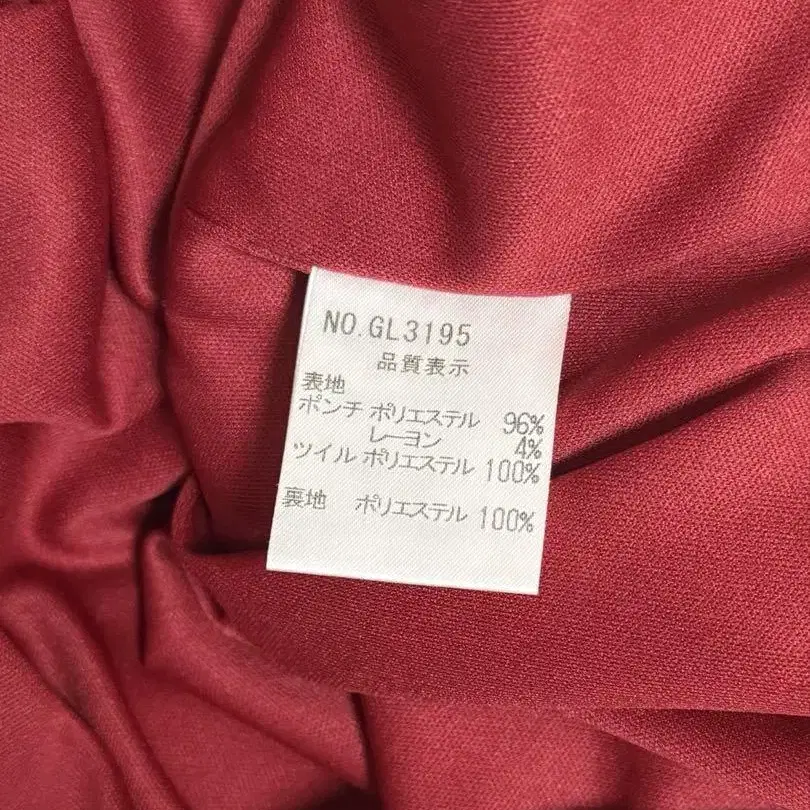 NO.GL3195
品質表示
表地
ポンチ ポリエステル 96%
レーヨン 4%
ツイル ポリエステル 100%
裏地 ポリエステル 100%